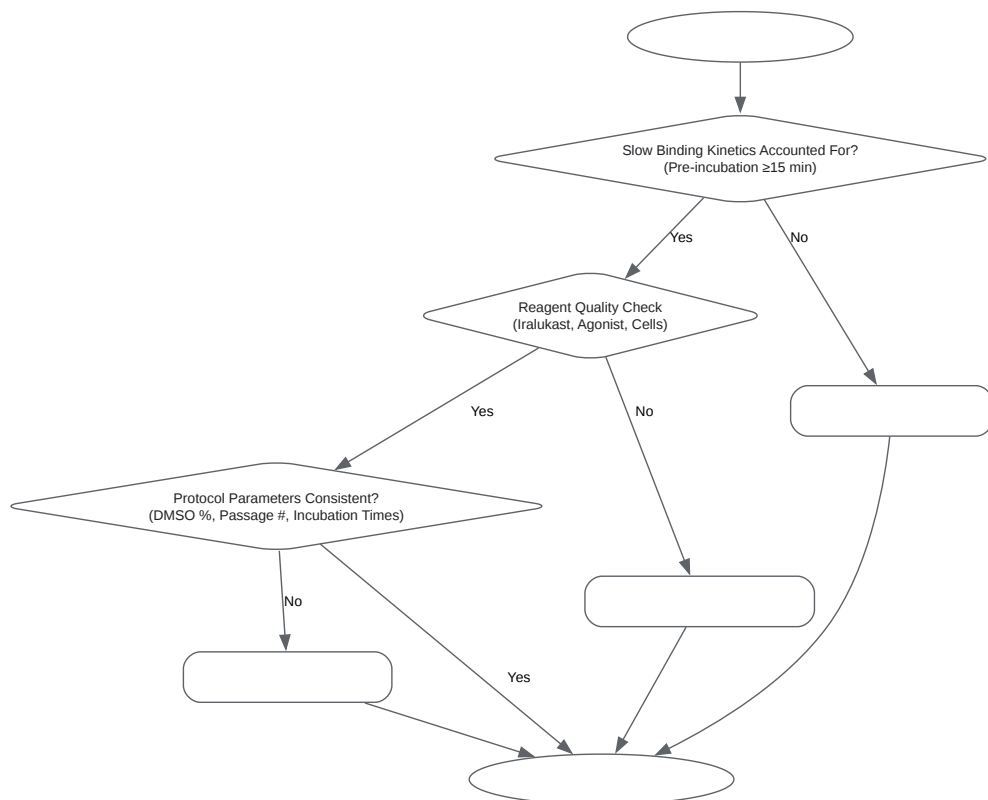 Slow Binding Kinetics Accounted For?
(Pre-incubation ≥15 min)
Yes
No
Reagent Quality Check
(Iralukast, Agonist, Cells)
Yes
No
Protocol Parameters Consistent?
(DMSO %, Passage #, Incubation Times)
No
Yes